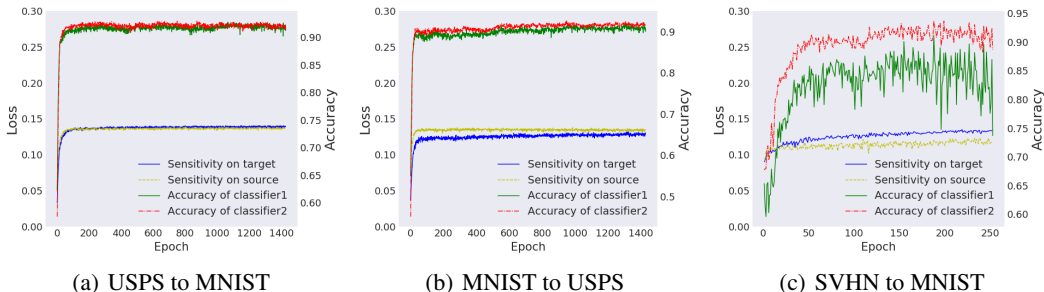 0.30
0.25
0.20
0.15
0.10
0.05
0.00
Loss
0 200 400 600 800 1000 1200 1400
Epoch
0.90
0.85
0.80
0.75
0.70
0.65
0.60
Accuracy
Sensitivity on target
Sensitivity on source
Accuracy of classifier1
Accuracy of classifier2
(a) USPS to MNIST
0.30
0.25
0.20
0.15
0.10
0.05
0.00
Loss
0 200 400 600 800 1000 1200 1400
Epoch
0.9
0.8
0.7
0.6
0.5
Accuracy
Sensitivity on target
Sensitivity on source
Accuracy of classifier1
Accuracy of classifier2
(b) MNIST to USPS
0.30
0.25
0.20
0.15
0.10
0.05
0.00
Loss
0 50 100 150 200 250
Epoch
0.95
0.90
0.85
0.80
0.75
0.70
0.65
0.60
Accuracy
Sensitivity on target
Sensitivity on source
Accuracy of classifier1
Accuracy of classifier2
(c) SVHN to MNIST